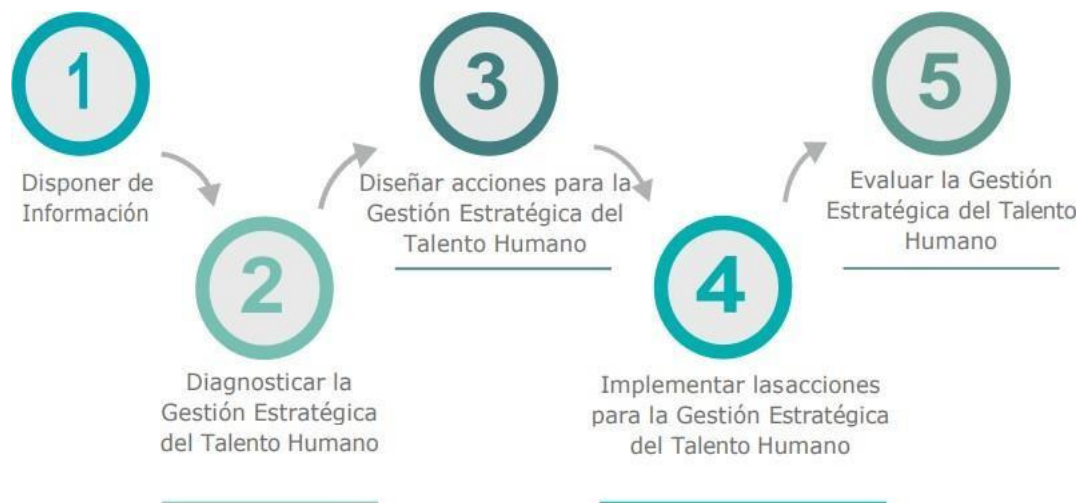 1
Disponer de
Información
2
Diagnosticar la
Gestión Estratégica
del Talento Humano
3
Diseñar acciones para la
Gestión Estratégica del
Talento Humano
4
Implementar lasacciones
para la Gestión Estratégica
del Talento Humano
5
Evaluar la Gestión
Estratégica del Talento
Humano